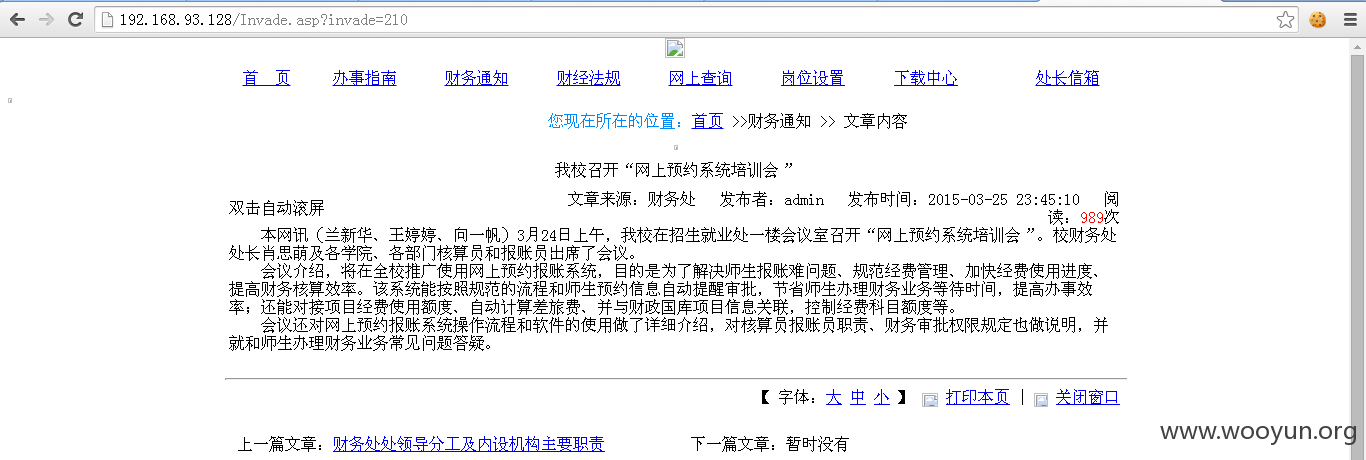 192.168.93.128/Invade.asp?invade=210
首　页 办事指南 财务通知 财经法规 网上查询 岗位设置 下载中心 处长信箱
您现在所在的位置：首页 >>财务通知 >> 文章内容
我校召开“网上预约系统培训会 ”
双击自动滚屏
文章来源：财务处 发布者：admin 发布时间：2015-03-25 23:45:10 阅
读：989次
本网讯（兰新华、王婷婷、向一帆）3月24日上午，我校在招生就业处一楼会议室召开“网上预约系统培训会 ”。校财务处
处长肖思萌及各学院、各部门核算员和报账员出席了会议。
会议介绍，将在全校推广使用网上预约报账系统，目的是为了解决师生报账难问题、规范经费管理、加快经费使用进度、
提高财务核算效率。该系统能按照规范的流程和师生预约信息自动提醒审批，节省师生办理财务业务等待时间，提高办事效
率；还能对接项目经费使用额度、自动计算差旅费、并与财政国库项目信息关联，控制经费科目额度等。
会议还对网上预约报账系统操作流程和软件的使用做了详细介绍，对核算员报账员职责、财务审批权限规定也做说明，并
就和师生办理财务业务常见问题答疑。
【 字体：大 中 小 】 打印本页 | 关闭窗口
www.wooyun.org
上一篇文章：财务处处领导分工及内设机构主要职责 下一篇文章：暂时没有